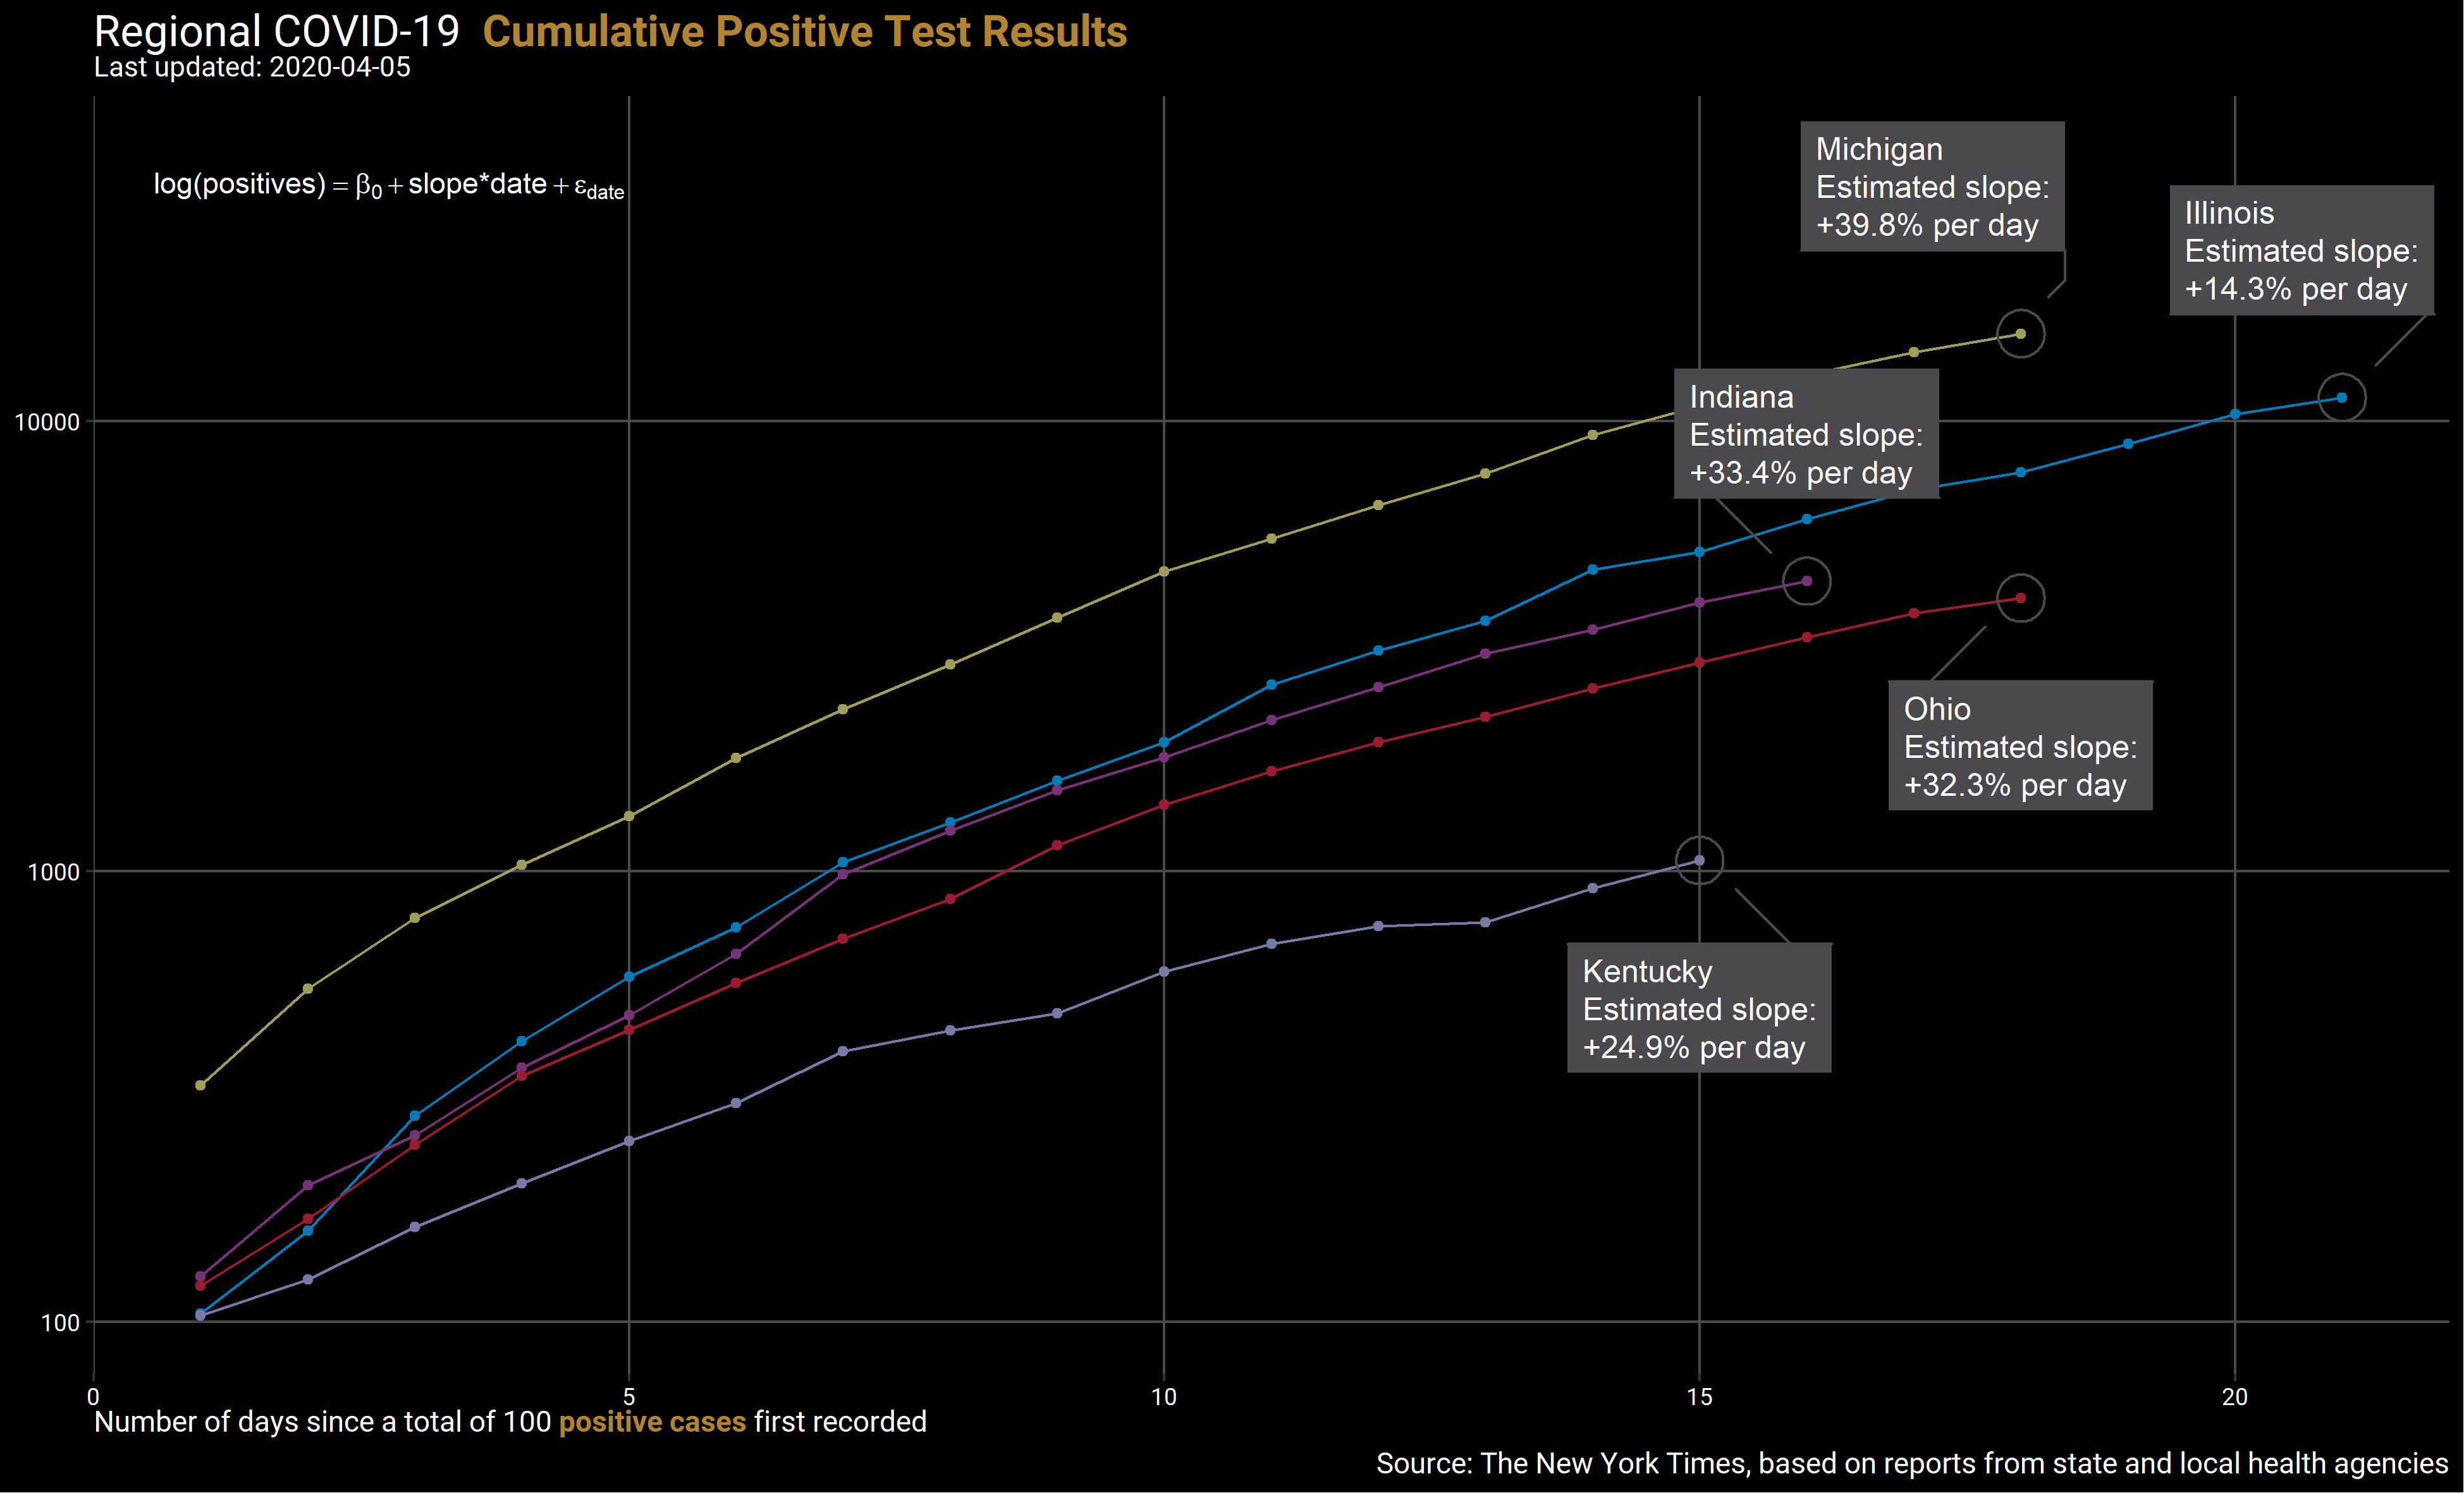 Regional COVID-19 Cumulative Positive Test Results
Last updated: 2020-04-05
log(positives) = β0 + slope*date + εdate
Michigan
Estimated slope:
+39.8% per day
Illinois
Estimated slope:
+14.3% per day
Indiana
Estimated slope:
+33.4% per day
Ohio
Estimated slope:
+32.3% per day
Kentucky
Estimated slope:
+24.9% per day
10000
1000
100
0 5 10 15 20
Number of days since a total of 100 positive cases first recorded
Source: The New York Times, based on reports from state and local health agencies